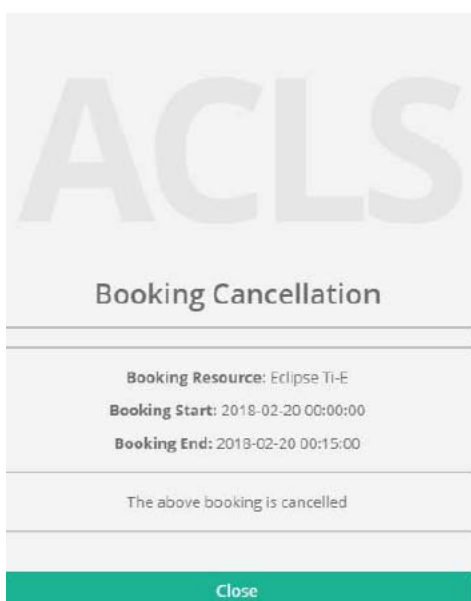 ACLS
Booking Cancellation
Booking Resource: Eclipse Ti-E
Booking Start: 2018-02-20 00:00:00
Booking End: 2018-02-20 00:15:00
The above booking is cancelled
Close